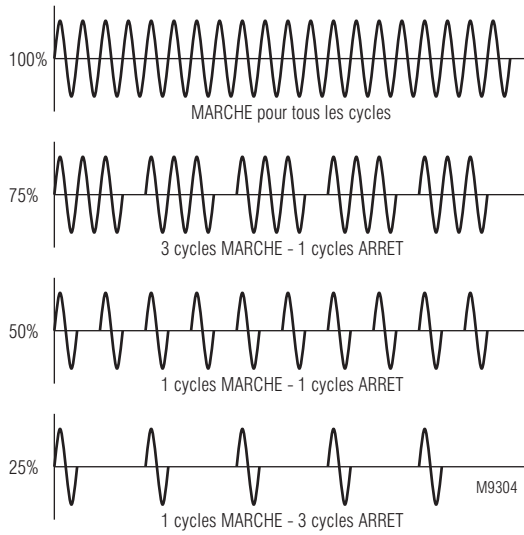 100%
MARCHE pour tous les cycles
75%
3 cycles MARCHE - 1 cycles ARRET
50%
1 cycles MARCHE - 1 cycles ARRET
25%
M9304
1 cycles MARCHE - 3 cycles ARRET